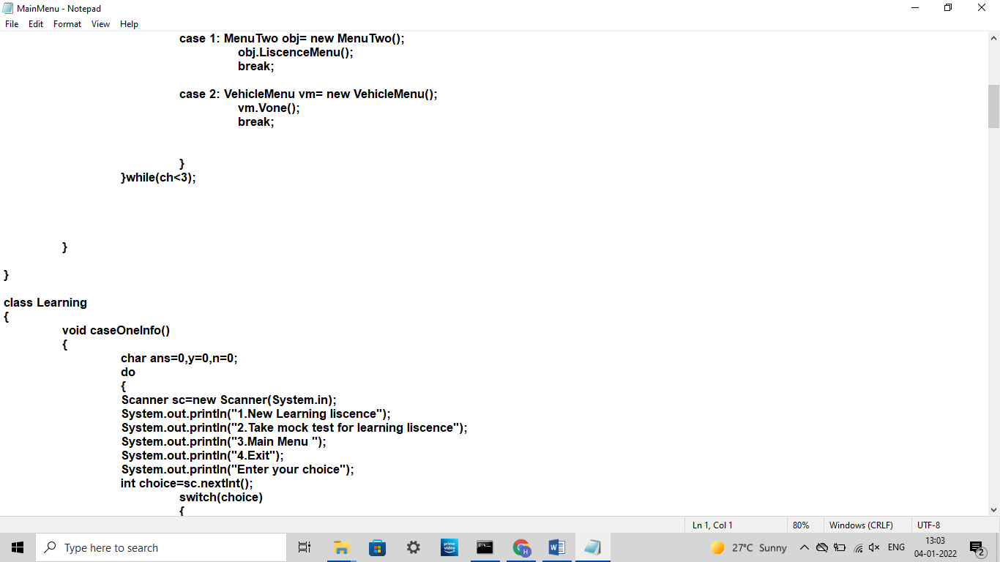 MainMenu - Notepad
File Edit Format View Help
case 1: MenuTwo obj= new MenuTwo();
obj.LiscenceMenu();
break;
case 2: VehicleMenu vm= new VehicleMenu();
vm.Vone();
break;
}
}while(ch<3);
}
}
class Learning
{
void caseOneInfo()
{
char ans=0,y=0,n=0;
do
{
Scanner sc=new Scanner(System.in);
System.out.println("1.New Learning liscence");
System.out.println("2.Take mock test for learning liscence");
System.out.println("3.Main Menu ");
System.out.println("4.Exit");
System.out.println("Enter your choice");
int choice=sc.nextInt();
switch(choice)
{
Ln 1, Col 1 80% Windows (CRLF) UTF-8
Type here to search
prime video
H
W
27°C Sunny
ENG
13:03
04-01-2022
2